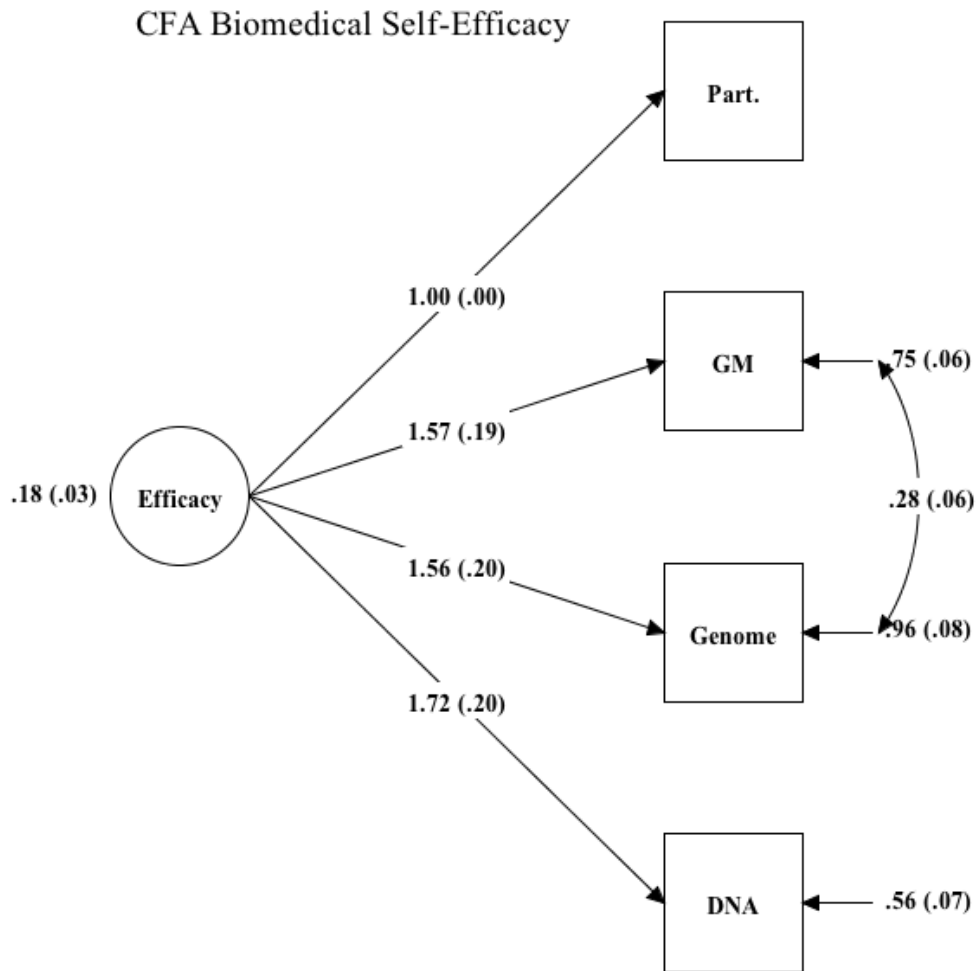 CFA Biomedical Self-Efficacy
Part.
1.00 (.00)
GM
.75 (.06)
1.57 (.19)
.18 (.03)
Efficacy
.28 (.06)
1.56 (.20)
Genome
.96 (.08)
1.72 (.20)
DNA
.56 (.07)